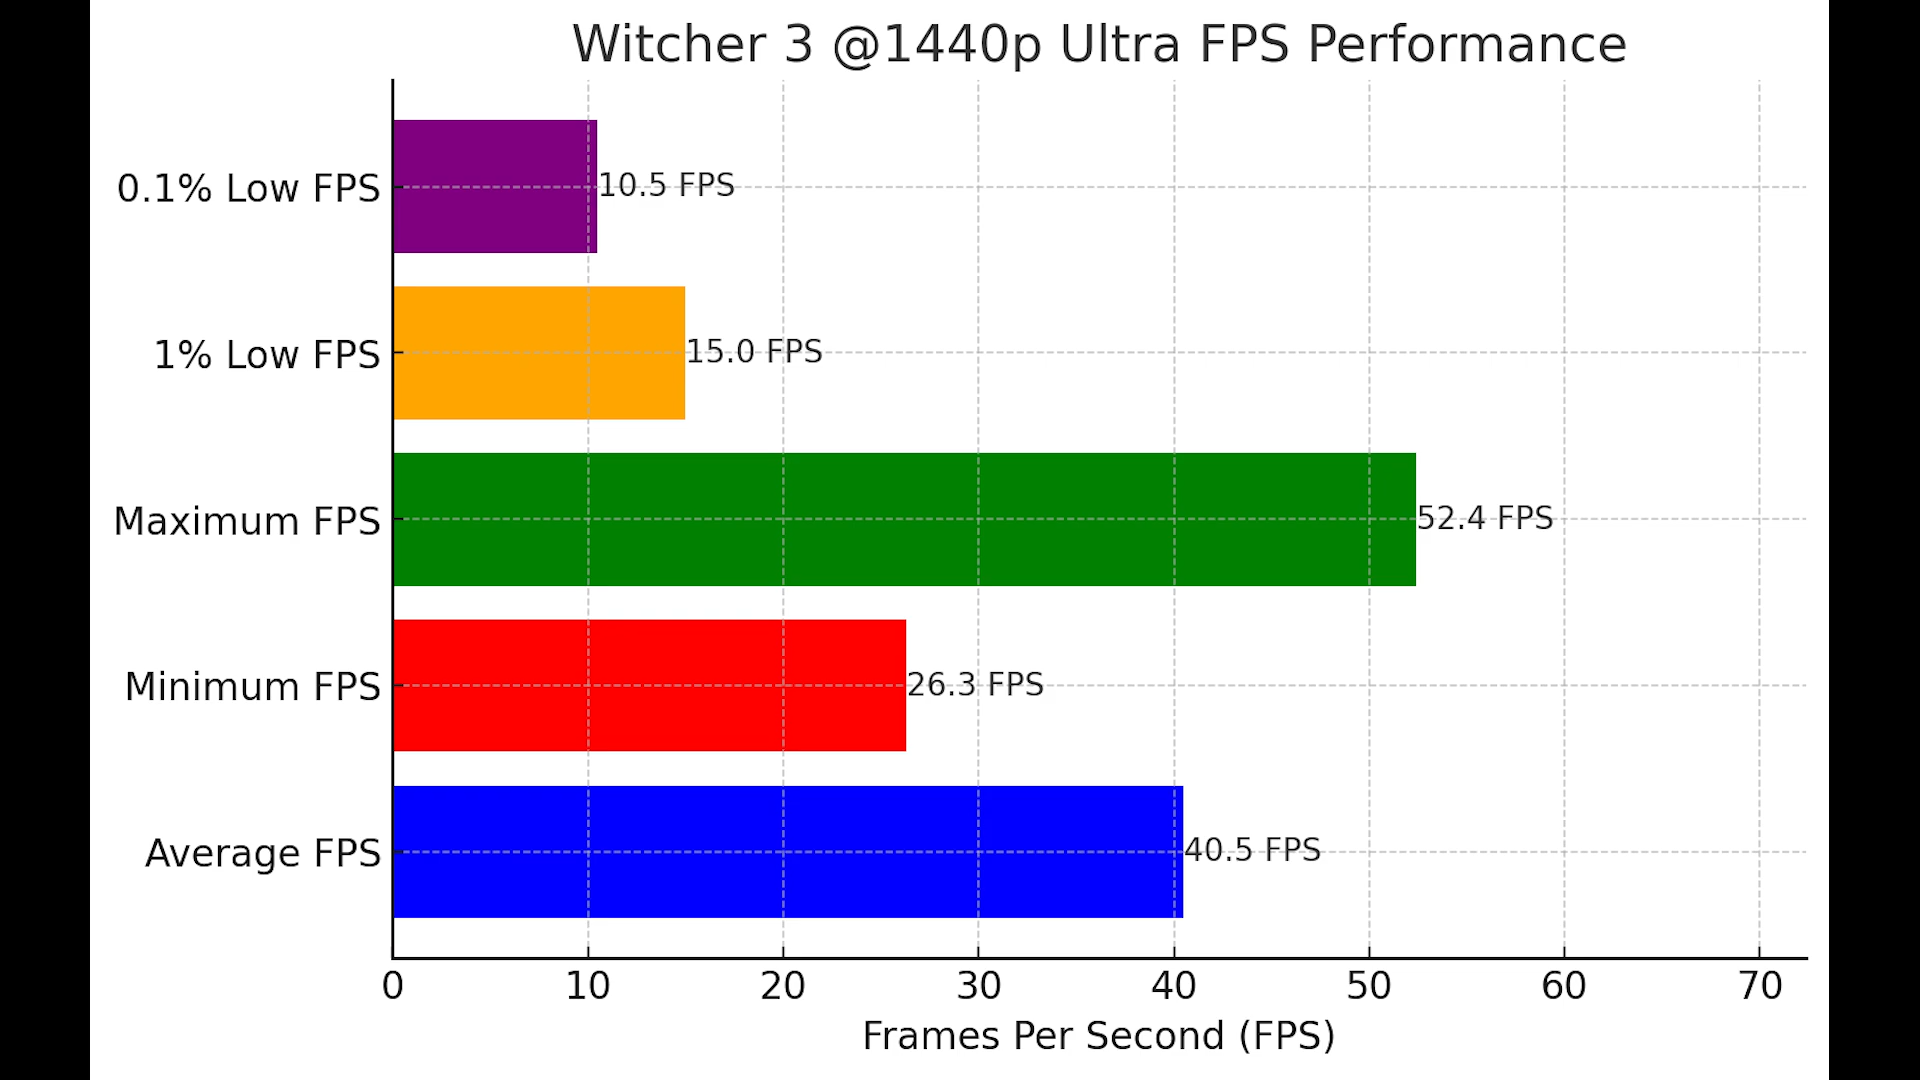 Witcher 3 @1440p Ultra FPS Performance
0.1% Low FPS
10.5 FPS
1% Low FPS
15.0 FPS
Maximum FPS
52.4 FPS
Minimum FPS
26.3 FPS
Average FPS
40.5 FPS
0 10 20 30 40 50 60 70
Frames Per Second (FPS)